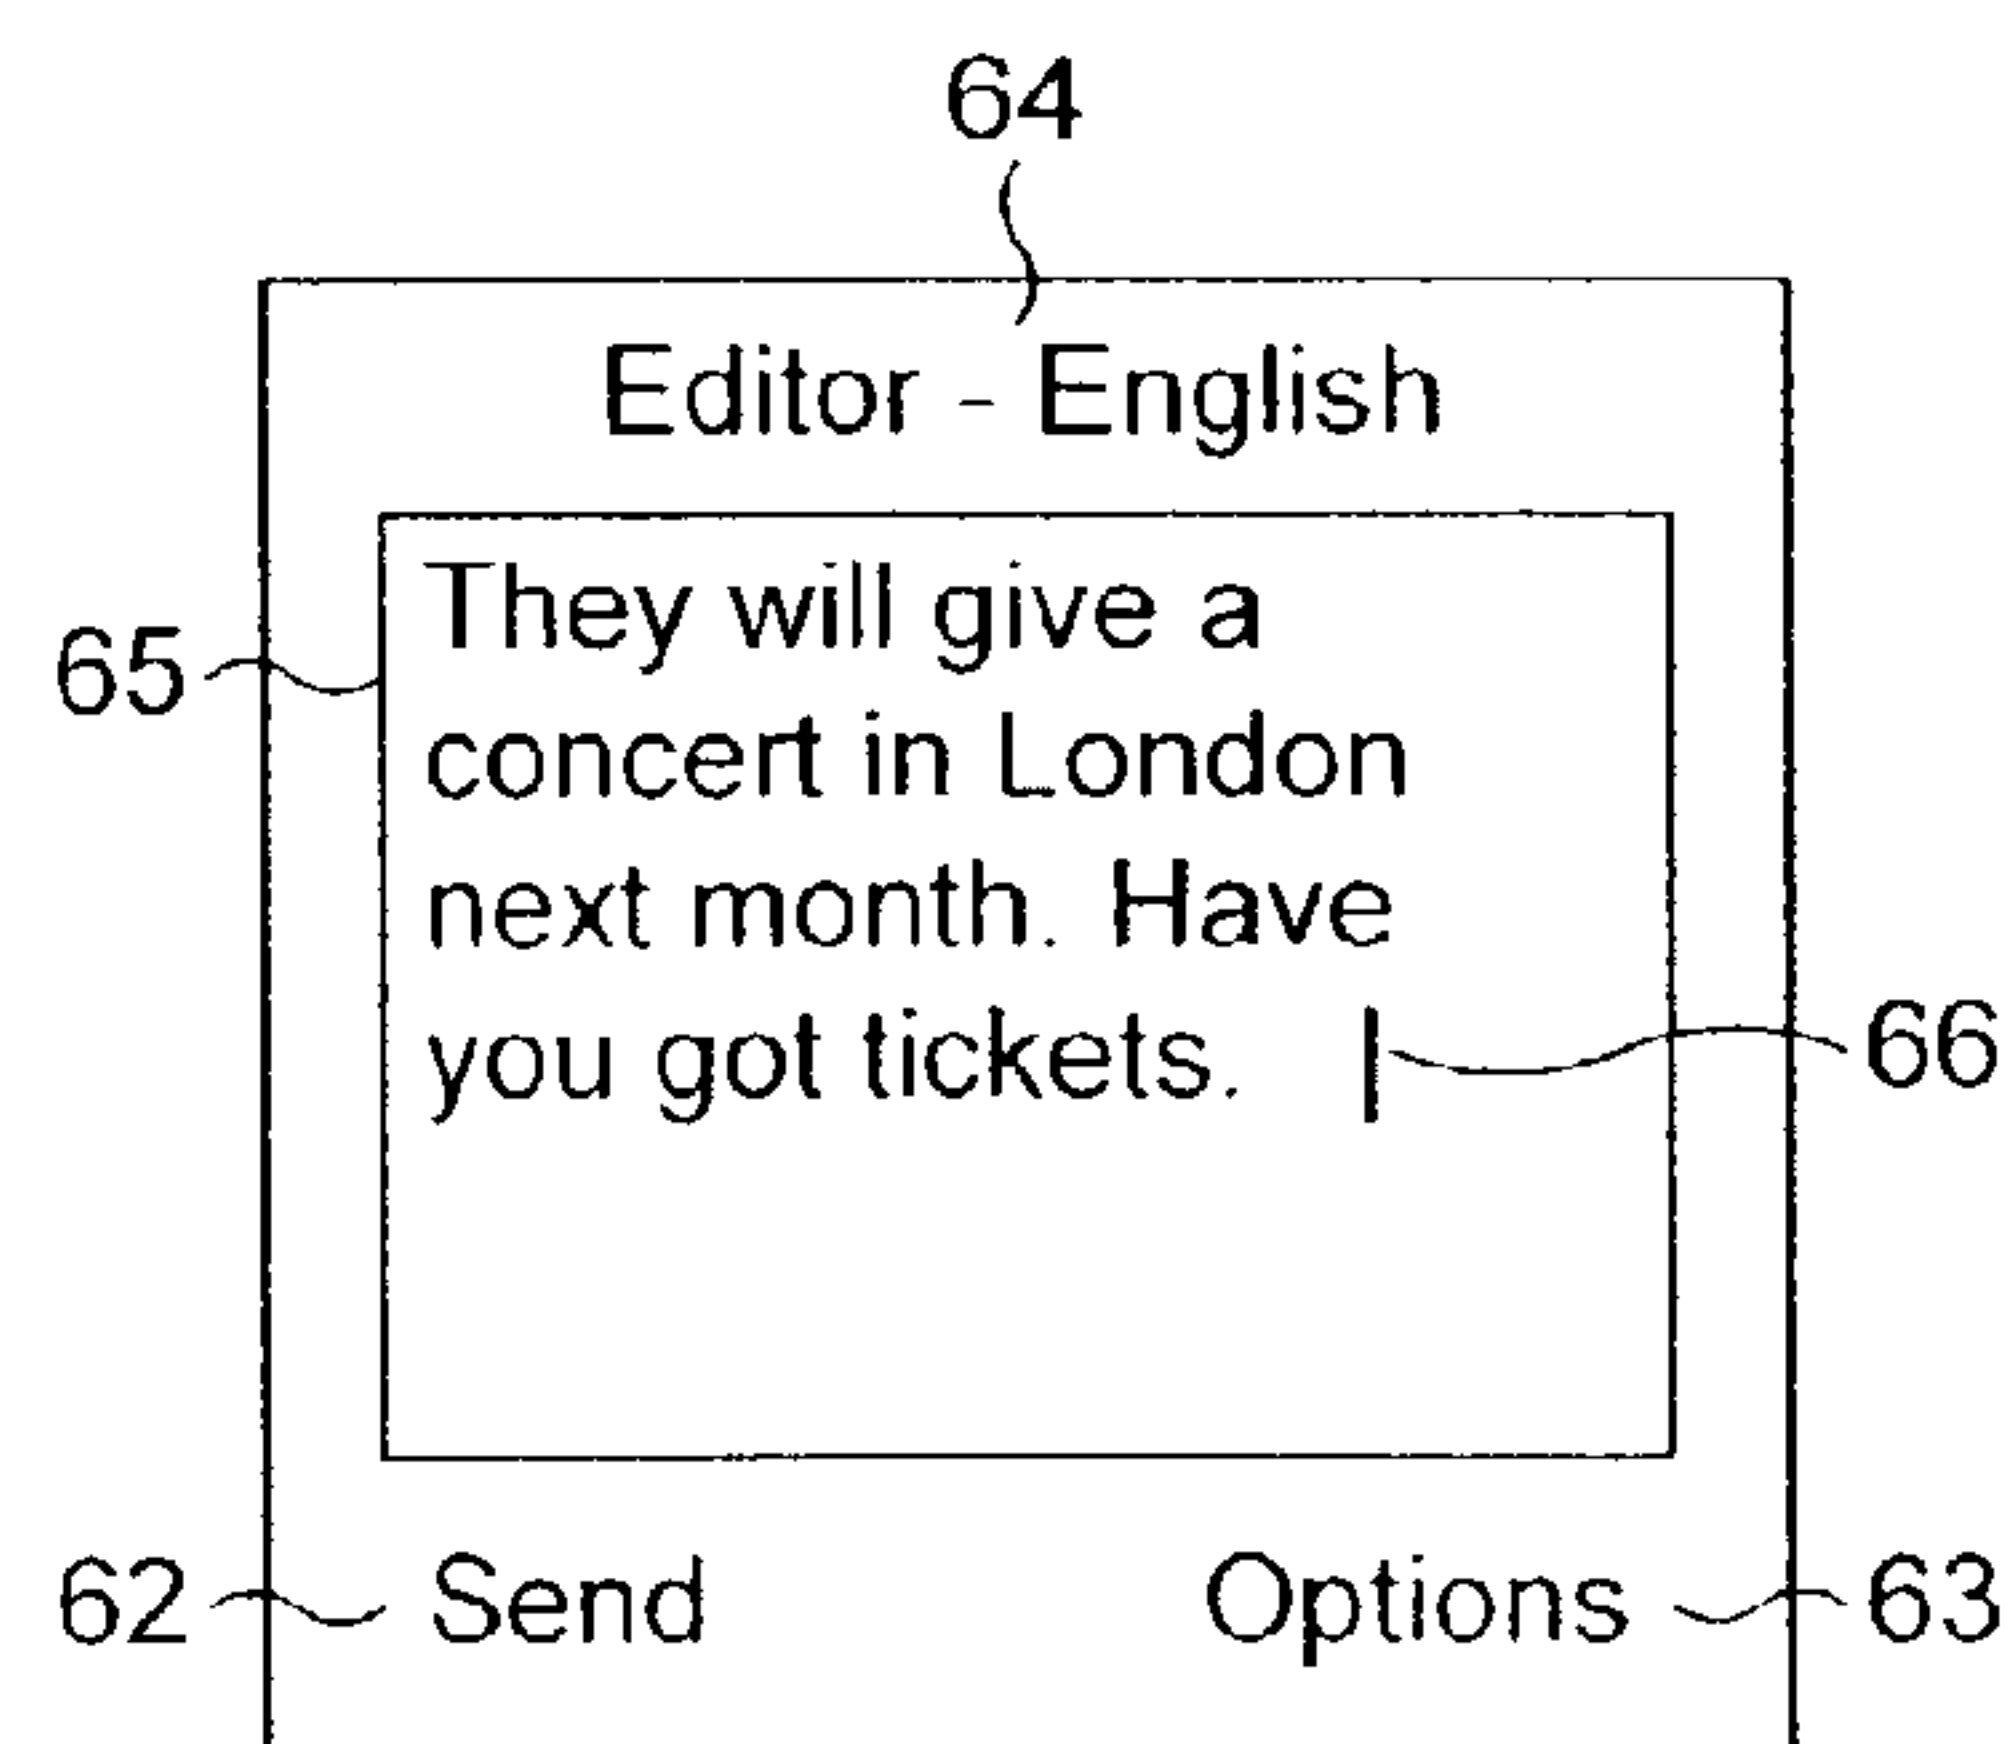 64
Editor - English
They will give a
65
concert in London
next month. Have
you got tickets.
66
62 Send Options 63